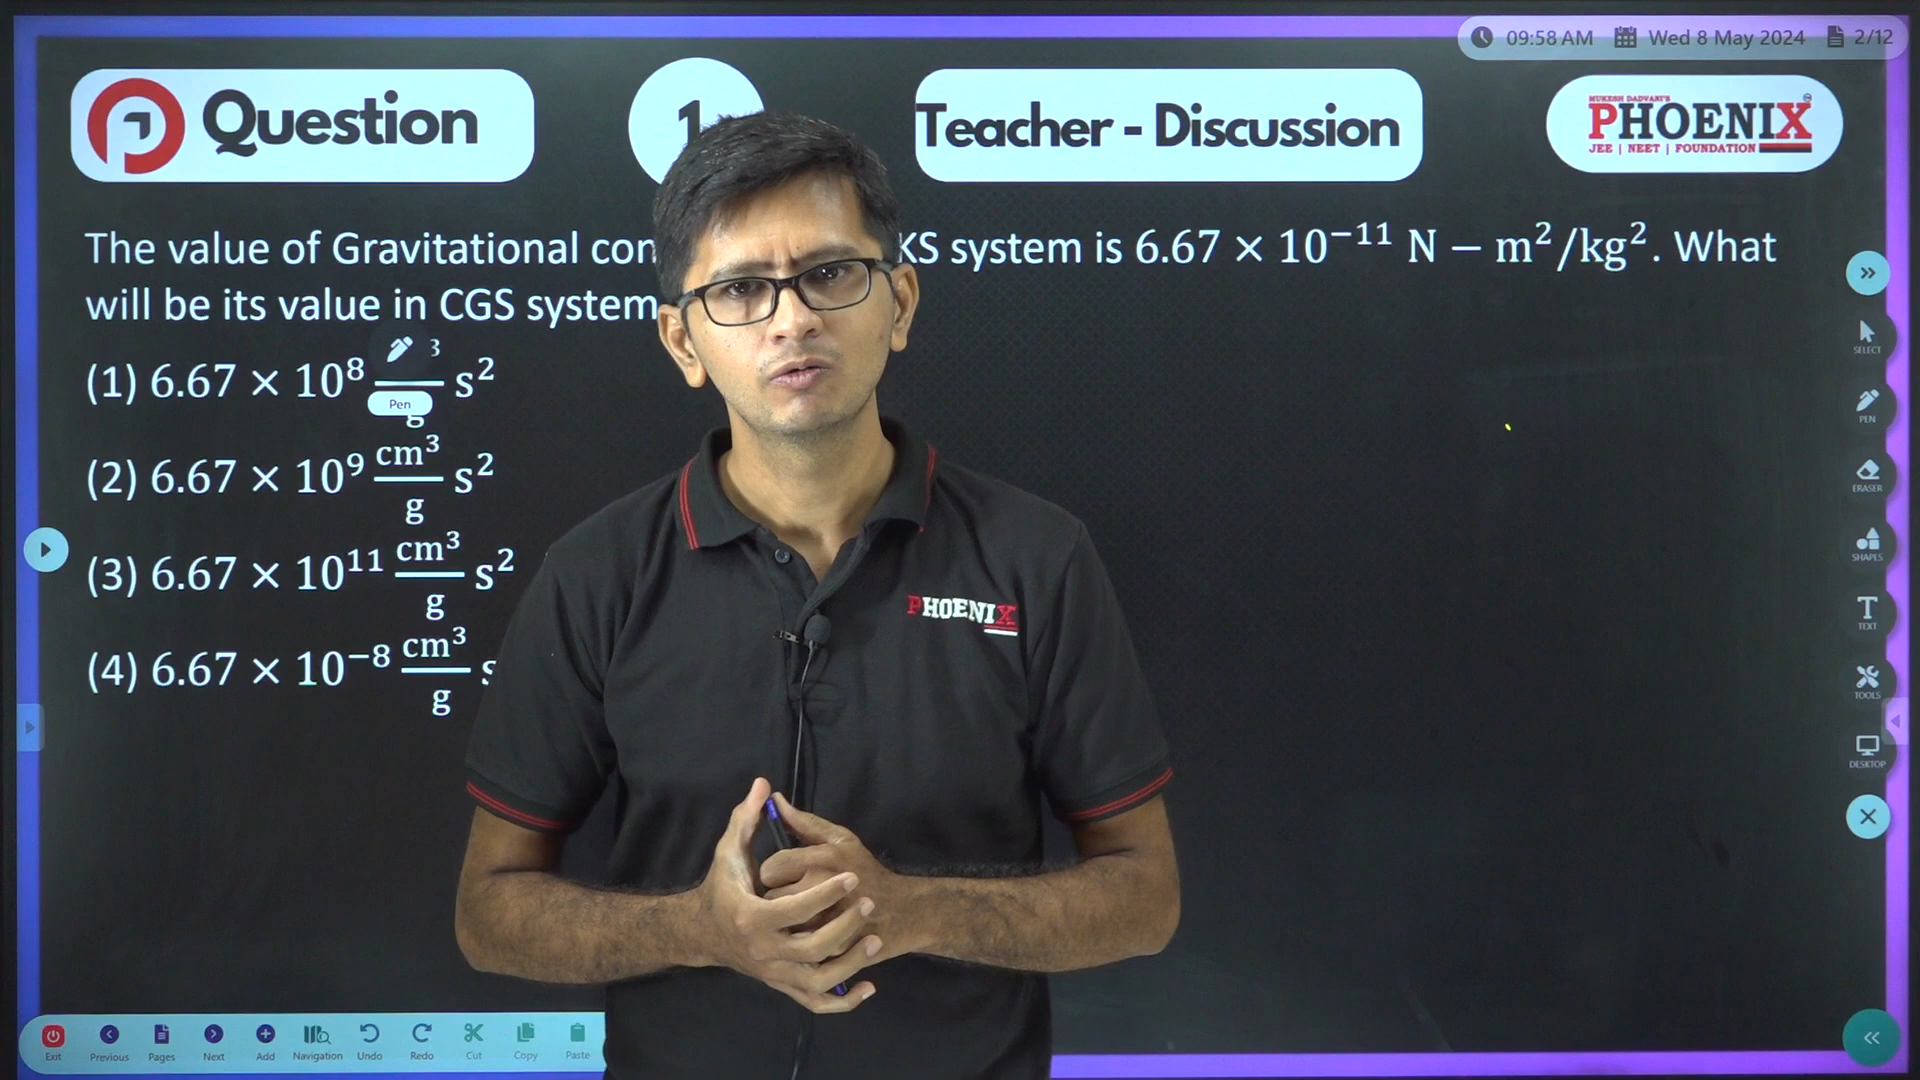 09:58 AM Wed 8 May 2024 2/12
Question 1 Teacher - Discussion
MUKESH DADVANI'S
PHOENIX
JEE | NEET | FOUNDATION
The value of Gravitational con KS system is 6.67 × 10⁻¹¹ N – m²/kg². What
will be its value in CGS system
(1) 6.67 × 10⁸ ³/g s²
Pen
(2) 6.67 × 10⁹ cm³/g s²
(3) 6.67 × 10¹¹ cm³/g s²
(4) 6.67 × 10⁻⁸ cm³/g s
SELECT
PEN
ERASER
SHAPES
TEXT
TOOLS
DESKTOP
PHOENIX
Exit Previous Pages Next Add Navigation Undo Redo Cut Copy Paste